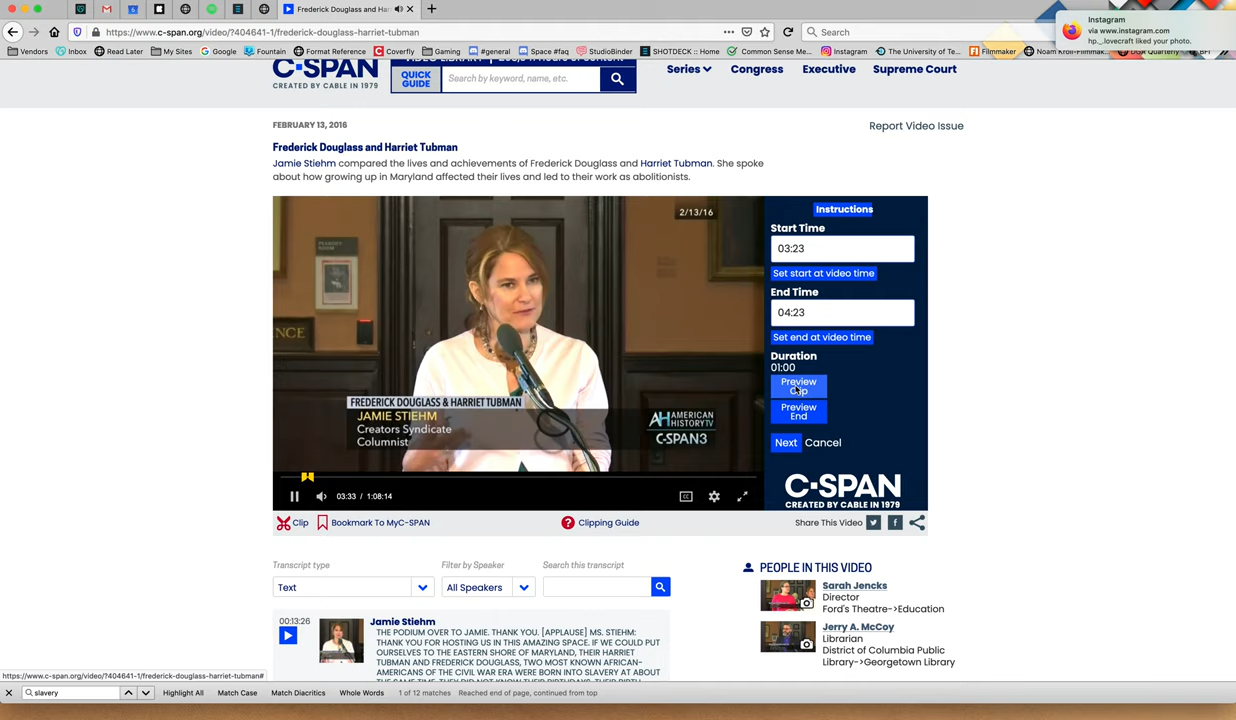 Frederick Douglass and Har
https://www.c-span.org/video/?404641-1/frederick-douglass-harriet-tubman
Search
Instagram
via www.instagram.com
hp._.lovecraft liked your photo.
Vendors Inbox Read Later My Sites Google Fountain Format Reference Coverfly Gaming #general Space #faq StudioBinder SHOTDECK :: Home Common Sense Me... Instagram The University of Te... Filmmaker
C-SPAN
CREATED BY CABLE IN 1979
QUICK
GUIDE
Search by keyword, name, etc.
Series Congress Executive Supreme Court
FEBRUARY 13, 2016
Report Video Issue
Frederick Douglass and Harriet Tubman
Jamie Stiehm compared the lives and achievements of Frederick Douglass and Harriet Tubman. She spoke
about how growing up in Maryland affected their lives and led to their work as abolitionists.
2/13/16
PEABODY
ROOM
ENCE
FREDERICK DOUGLASS & HARRIET TUBMAN
JAMIE STIEHM
Creators Syndicate
Columnist
AH AMERICAN
HISTORYTV
C-SPAN3
03:33 / 1:08:14
Instructions
Start Time
03:23
Set start at video time
End Time
04:23
Set end at video time
Duration
01:00
Preview
Clip
Preview
End
Next Cancel
C-SPAN
CREATED BY CABLE IN 1979
Clip Bookmark To MyC-SPAN Clipping Guide Share This Video
Transcript type Filter by Speaker Search this transcript
Text All Speakers
00:13:26
Jamie Stiehm
THE PODIUM OVER TO JAMIE. THANK YOU. [APPLAUSE] MS. STIEHM:
THANK YOU FOR HOSTING US IN THIS AMAZING SPACE. IF WE COULD PUT
OURSELVES TO THE EASTERN SHORE OF MARYLAND, THEIR HARRIET
TUBMAN AND FREDERICK DOUGLASS, TWO MOST KNOWN AFRICAN-
AMERICANS OF THE CIVIL WAR ERA WERE BORN INTO SLAVERY AT ABOUT
PEOPLE IN THIS VIDEO
Sarah Jencks
Director
Ford's Theatre->Education
Jerry A. McCoy
Librarian
District of Columbia Public
Library->Georgetown Library
https://www.c-span.org/video/?404641-1/frederick-douglass-harriet-tubman#
slavery Highlight All Match Case Match Diacritics Whole Words 1 of 12 matches Reached end of page, continued from top